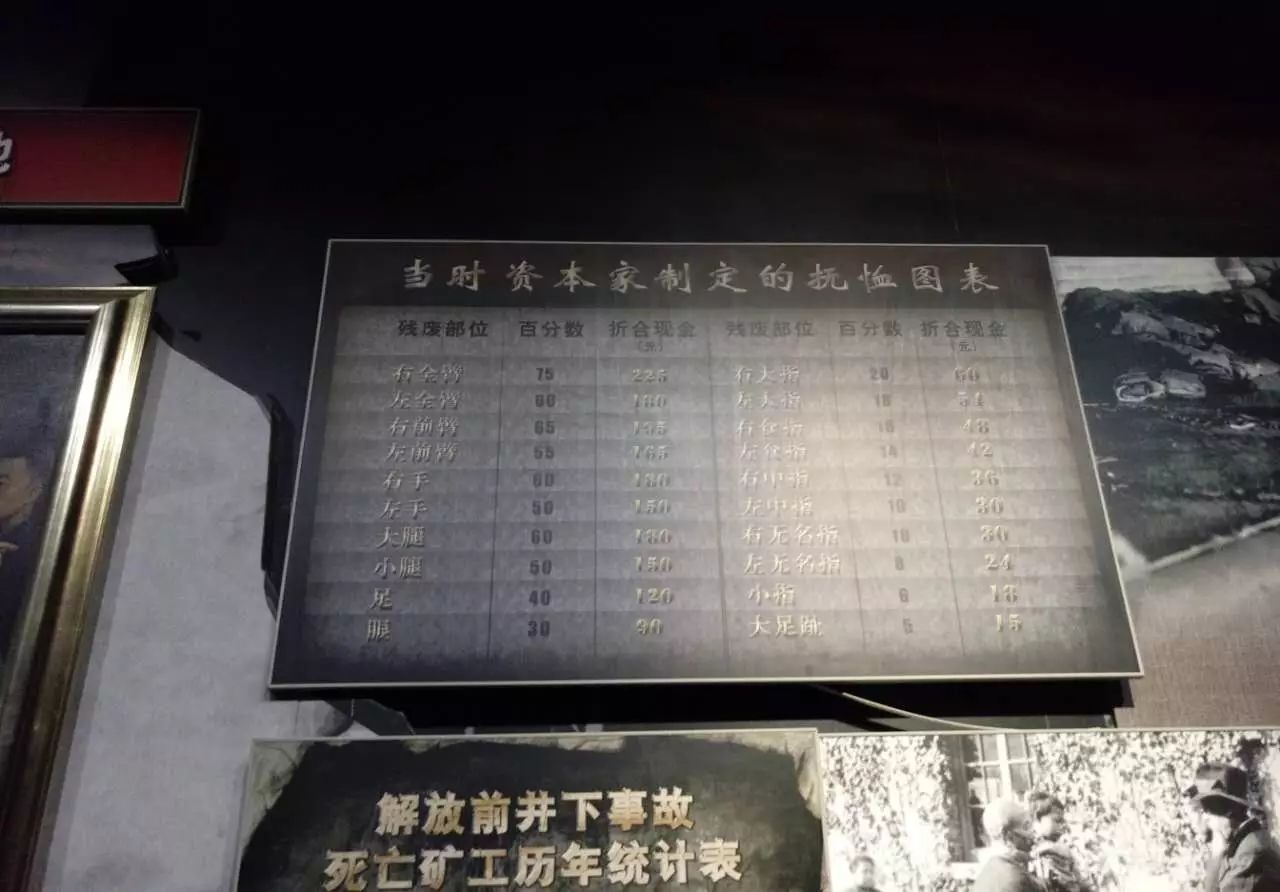 当时资本家制定的抚恤图表
残废部位 百分数 折合现金(元) 残废部位 百分数 折合现金(元)
右全臂 75 225 右大指 20 60
左全臂 60 180 左大指 18 54
右前臂 65 195 右食指 16 48
左前臂 55 165 左食指 14 42
右手 60 180 右中指 12 36
左手 50 150 左中指 10 30
大腿 60 180 右无名指 10 30
小腿 50 150 左无名指 8 24
足 40 120 小指 6 18
眼 30 90 大足趾 5 15
解放前井下事故
死亡矿工历年统计表